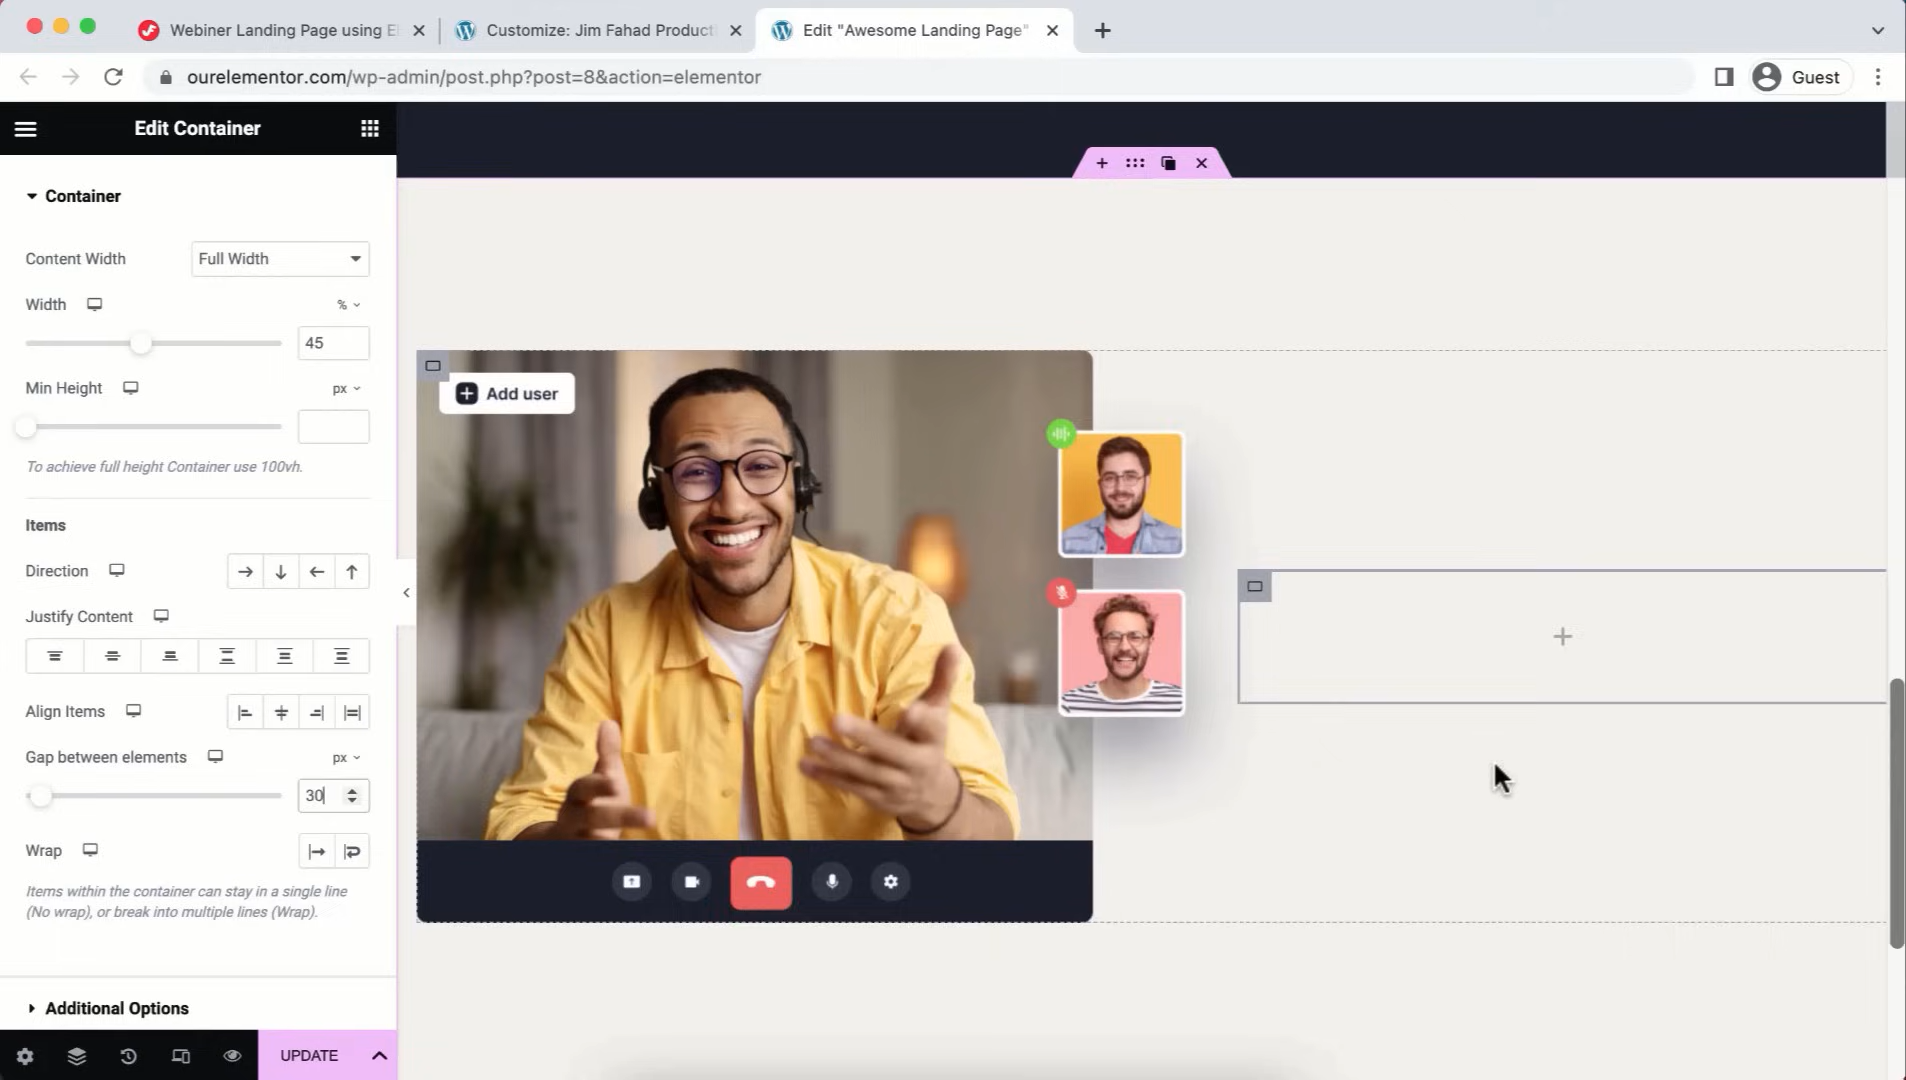 Webiner Landing Page using El
Customize: Jim Fahad Producti
Edit "Awesome Landing Page"
ourelementor.com/wp-admin/post.php?post=8&action=elementor
Guest
Edit Container
Container
Content Width
Full Width
Width
%
45
Min Height
px
To achieve full height Container use 100vh.
Items
Direction
Justify Content
Align Items
Gap between elements
px
30
Wrap
Items within the container can stay in a single line
(No wrap), or break into multiple lines (Wrap).
Additional Options
UPDATE
Add user